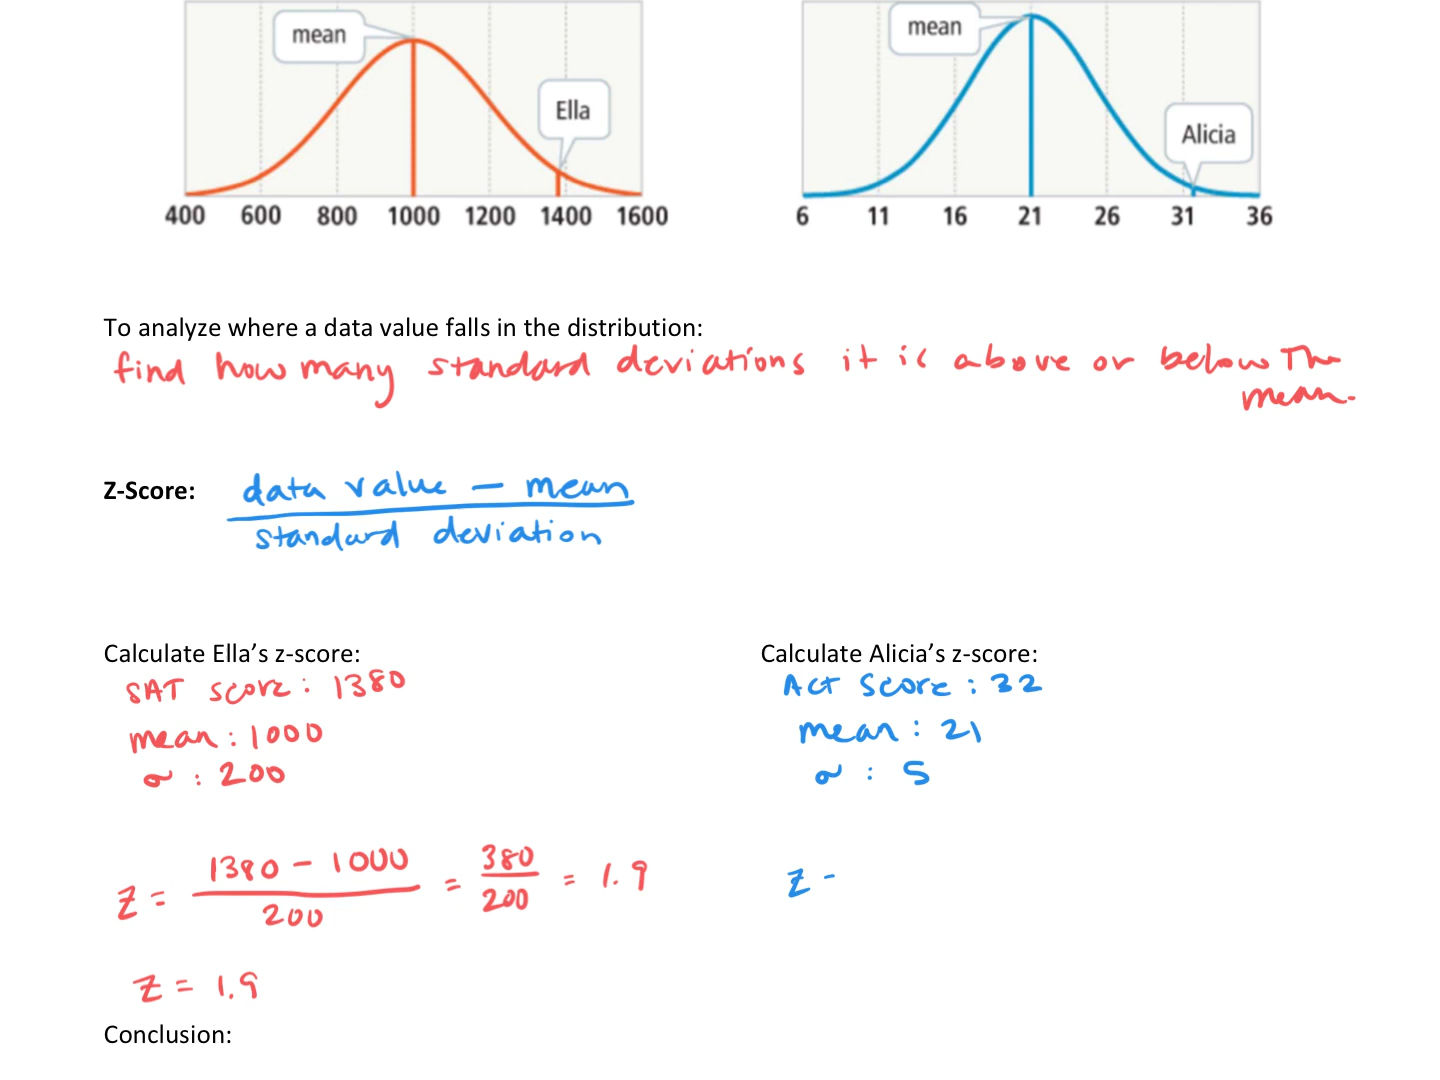 mean
Ella
400 600 800 1000 1200 1400 1600
mean
Alicia
6 11 16 21 26 31 36
To analyze where a data value falls in the distribution:
find how many standard deviations it is above or below The
mean.
Z-Score: data value - mean
standard deviation
Calculate Ella's z-score:
SAT score: 1380
mean: 1000
σ : 200
z = 1380 - 1000 / 200 = 380 / 200 = 1.9
z = 1.9
Calculate Alicia's z-score:
ACT Score: 32
mean: 21
σ : 5
z -
Conclusion: